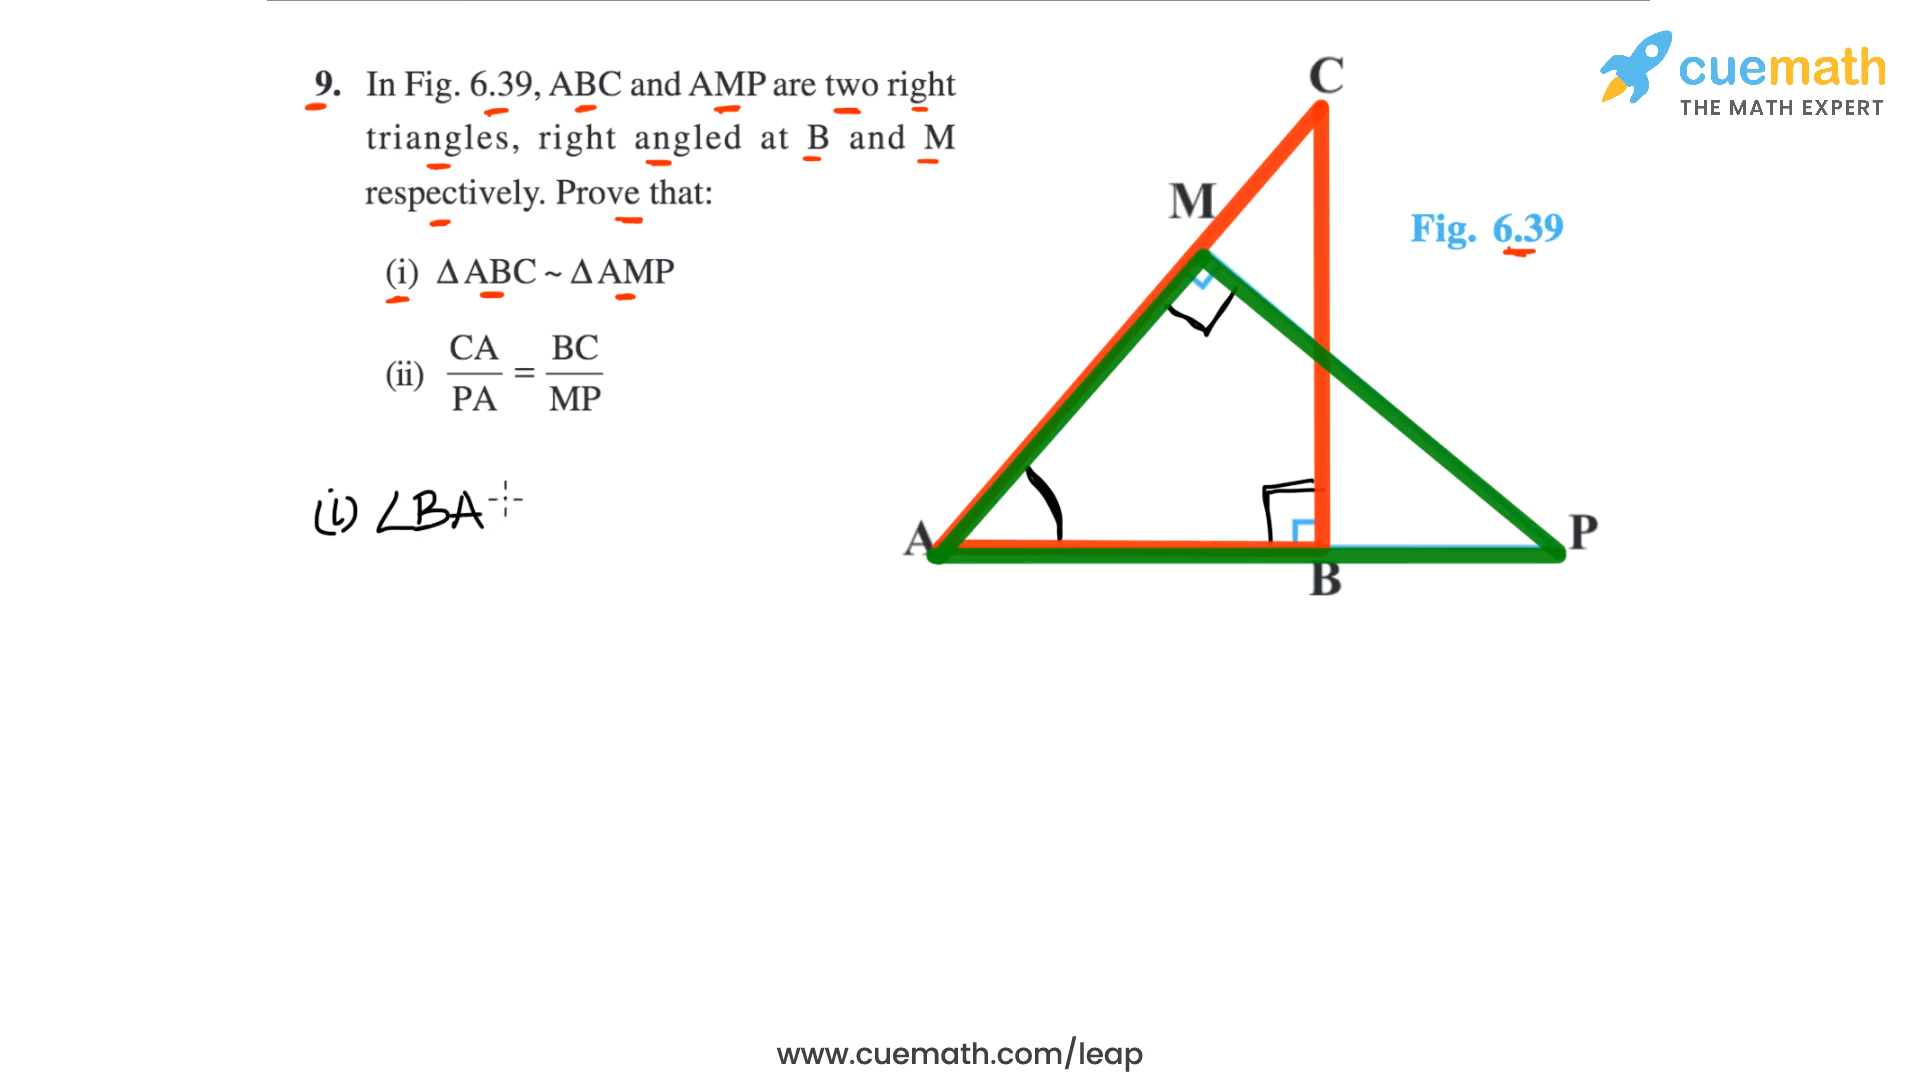 9. In Fig. 6.39, ABC and AMP are two right
triangles, right angled at B and M
respectively. Prove that:
(i) Δ ABC ~ Δ AMP
(ii) CA/PA = BC/MP
(i) ∠BA
C
M
Fig. 6.39
A
P
B
cuemath
THE MATH EXPERT
www.cuemath.com/leap